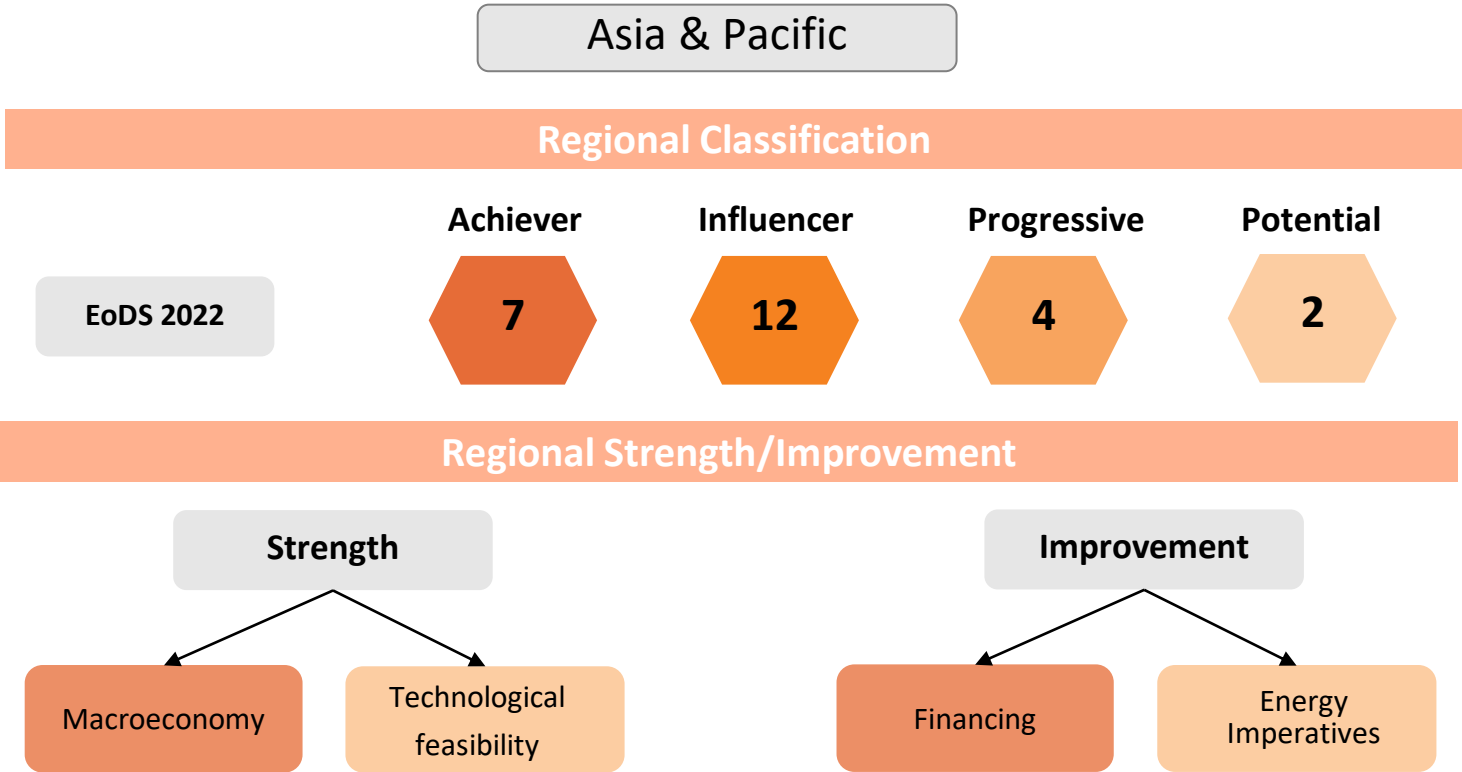 Asia & Pacific
Regional Classification
Achiever
Influencer
Progressive
Potential
EoDS 2022
7
12
4
2
Regional Strength/Improvement
Strength
Improvement
Macroeconomy
Technological
feasibility
Financing
Energy
Imperatives